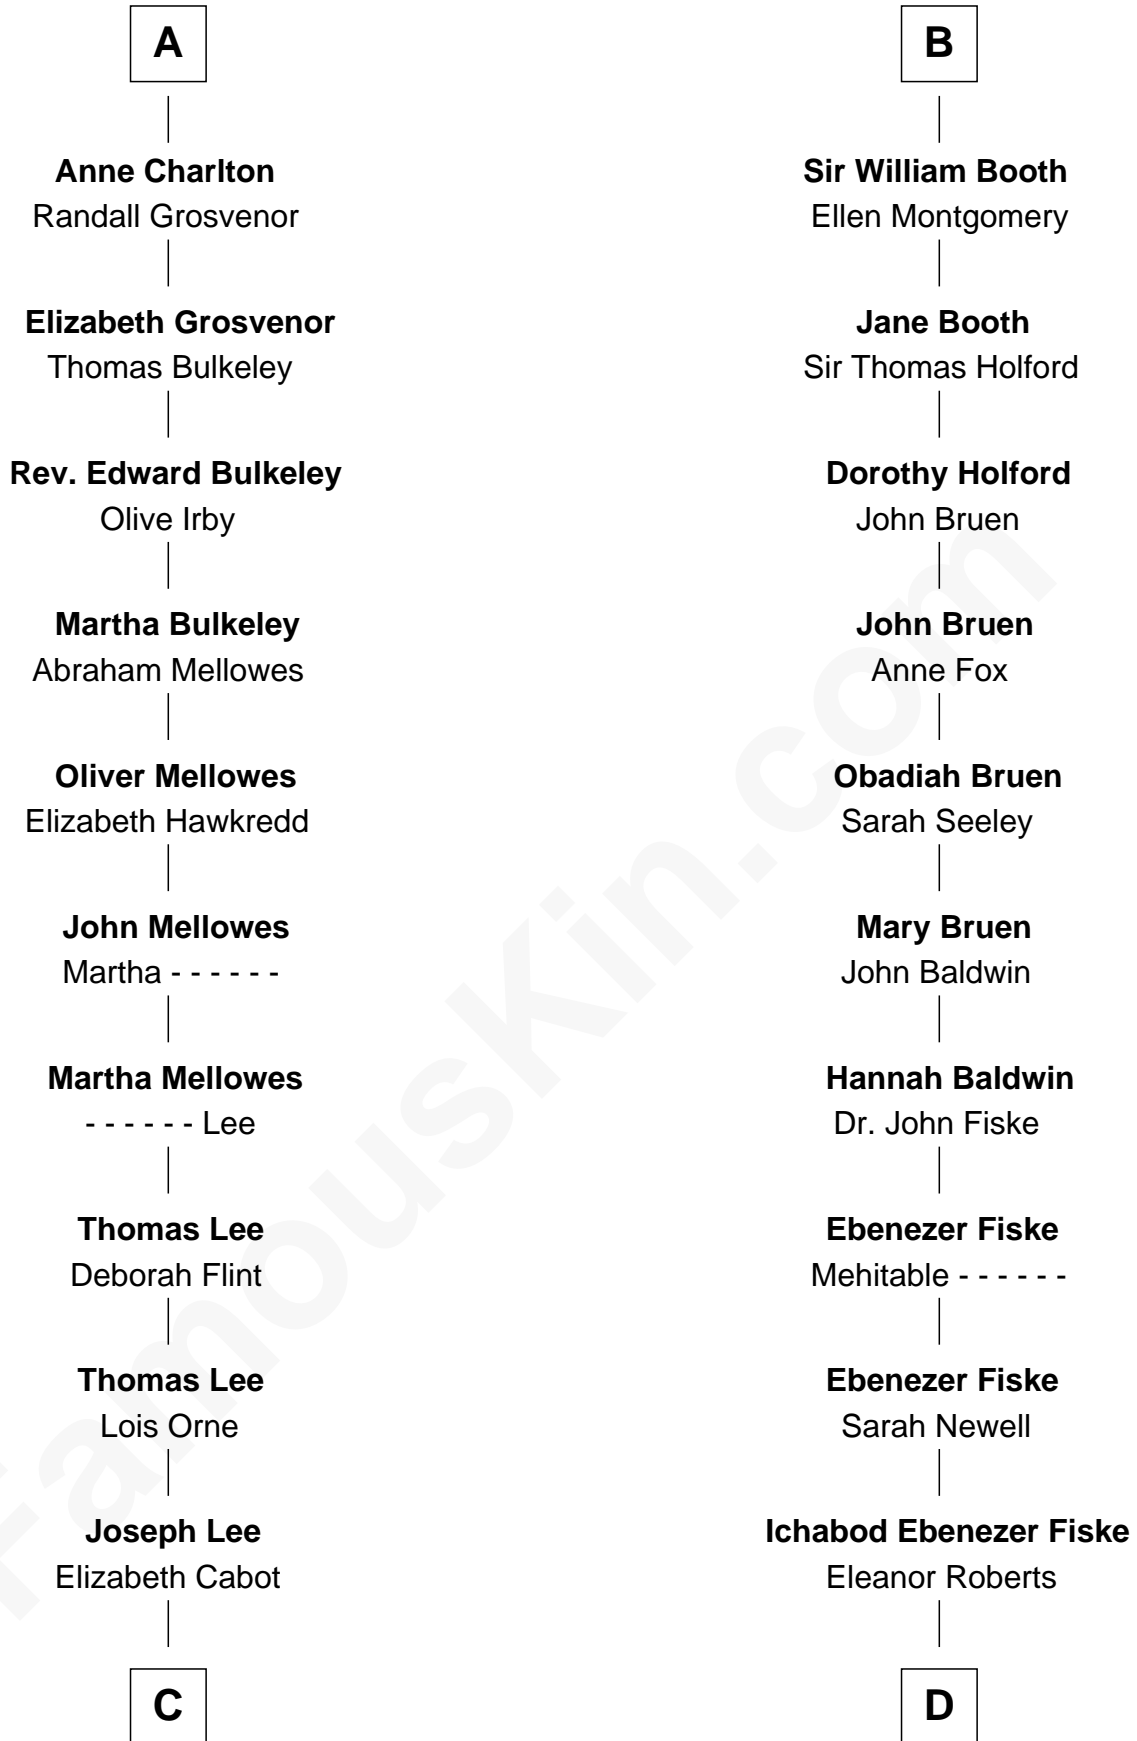 A
Anne Charlton
Randall Grosvenor
Elizabeth Grosvenor
Thomas Bulkeley
Rev. Edward Bulkeley
Olive Irby
Martha Bulkeley
Abraham Mellowes
Oliver Mellowes
Elizabeth Hawkredd
John Mellowes
Martha - - - - - -
Martha Mellowes
- - - - - - Lee
Thomas Lee
Deborah Flint
Thomas Lee
Lois Orne
Joseph Lee
Elizabeth Cabot
C
B
Sir William Booth
Ellen Montgomery
Jane Booth
Sir Thomas Holford
Dorothy Holford
John Bruen
John Bruen
Anne Fox
Obadiah Bruen
Sarah Seeley
Mary Bruen
John Baldwin
Hannah Baldwin
Dr. John Fiske
Ebenezer Fiske
Mehitable - - - - - -
Ebenezer Fiske
Sarah Newell
Ichabod Ebenezer Fiske
Eleanor Roberts
D
FamousKin.com